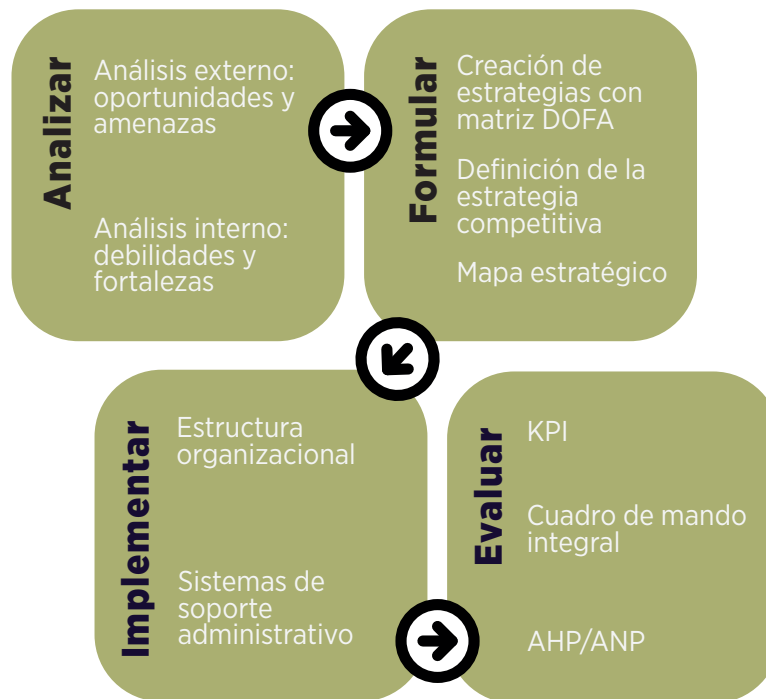 Analizar
Análisis externo:
oportunidades y
amenazas
Análisis interno:
debilidades y
fortalezas
Formular
Creación de
estrategias con
matriz DOFA
Definición de la
estrategia
competitiva
Mapa estratégico
Implementar
Estructura
organizacional
Sistemas de
soporte
administrativo
Evaluar
KPI
Cuadro de mando
integral
AHP/ANP